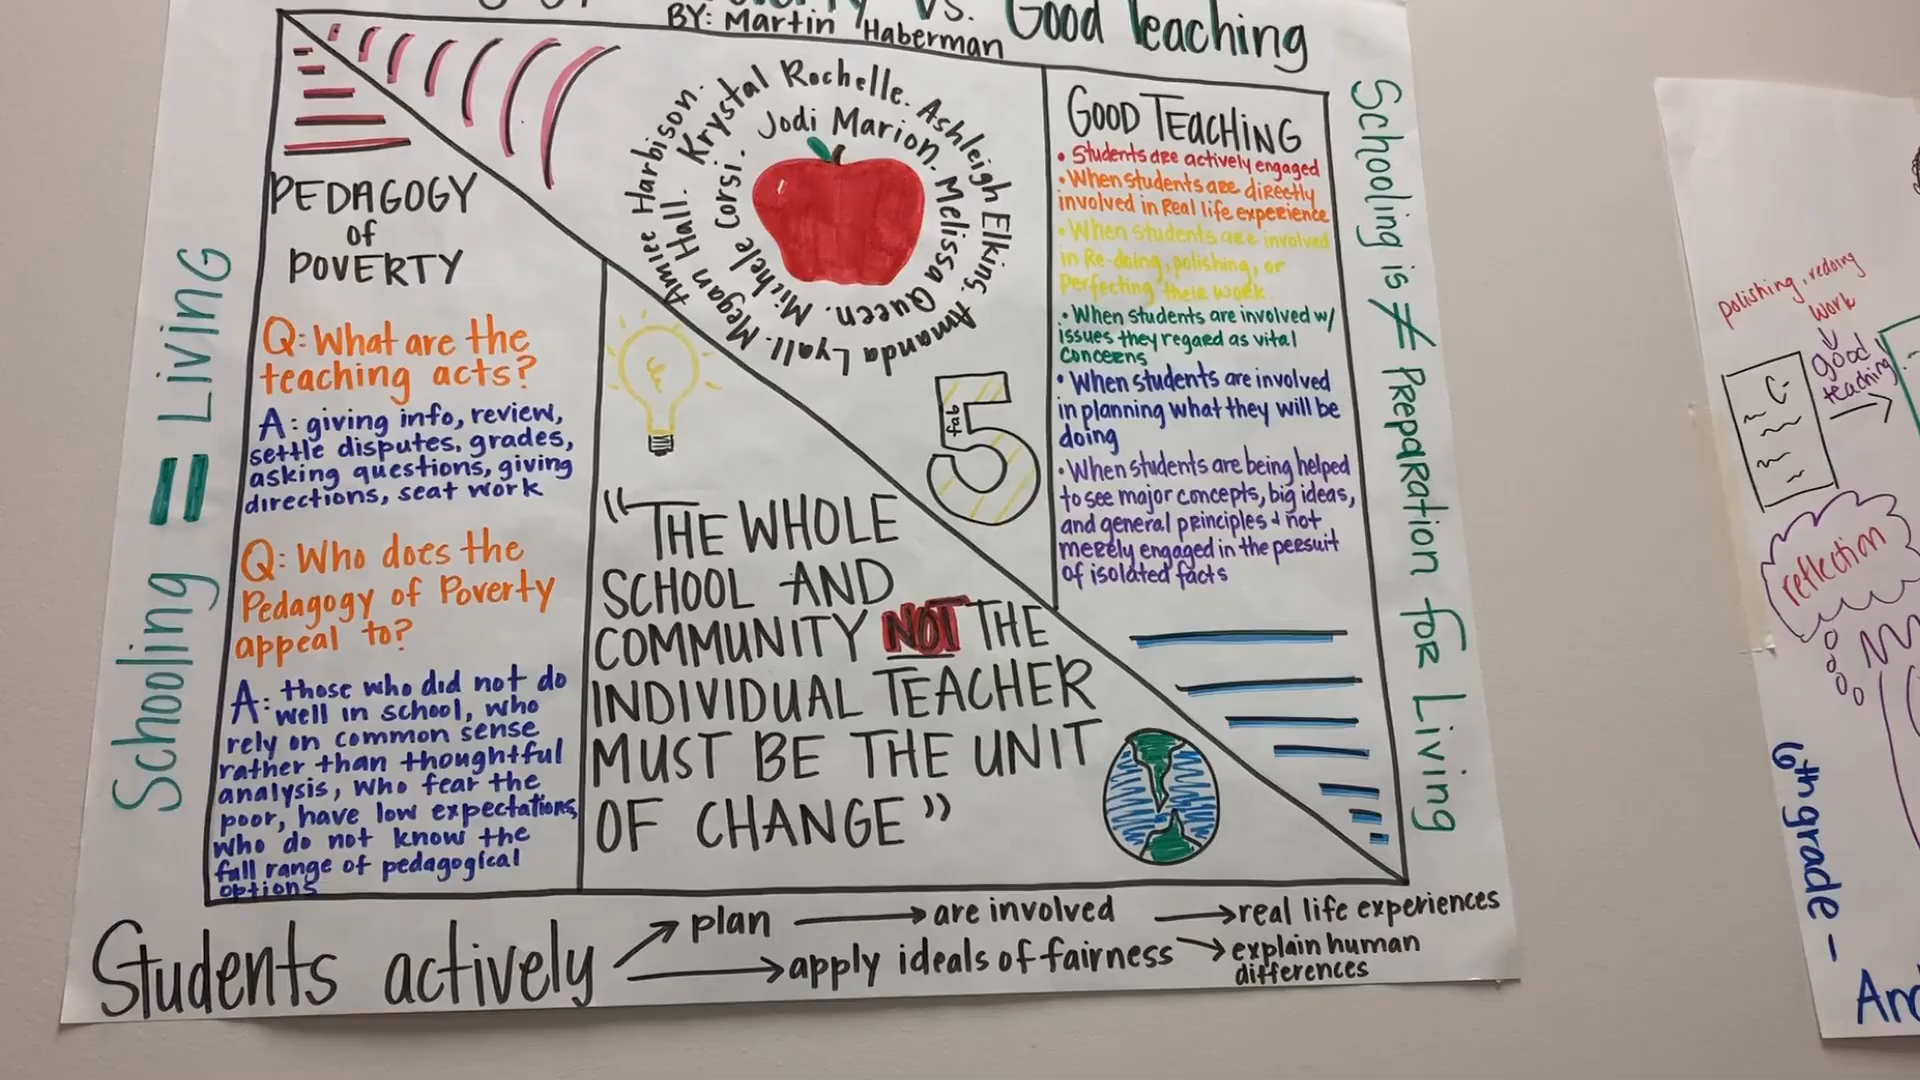 vs. Good Teaching
BY: Martin Haberman
PEDAGOGY
of
POVERTY
Q: What are the
teaching acts?
A: giving info, review,
settle disputes, grades,
asking questions, giving
directions, seat work
Q: Who does the
Pedagogy of Poverty
appeal to?
A: those who did not do
well in school, who
rely on common sense
rather than thoughtful
analysis, who fear the
poor, have low expectations,
who do not know the
full range of pedagogical
options
Schooling = Living
Aimee Harbison. Krystal Rochelle. Ashleigh Elkins. Amanda Lyall. Megan Hall.
Michele Corsi. Jodi Marion. Melissa Queen.
5
"THE WHOLE
SCHOOL AND
COMMUNITY NOT THE
INDIVIDUAL TEACHER
MUST BE THE UNIT
OF CHANGE"
GOOD TEACHING
• Students are actively engaged
• When students are directly
involved in Real life experience
• When students are involved
in Re-doing, polishing, or
perfecting their work.
• When students are involved w/
issues they regard as vital
concerns
• When students are involved
in planning what they will be
doing
• When students are being helped
to see major concepts, big ideas,
and general principles & not
merely engaged in the persuit
of isolated facts
Schooling is ≠ Preparation for Living
Students actively
plan → are involved → real life experiences
apply ideals of fairness → explain human
differences
polishing, redoing
work
good
teaching
C-
reflection
6th grade -